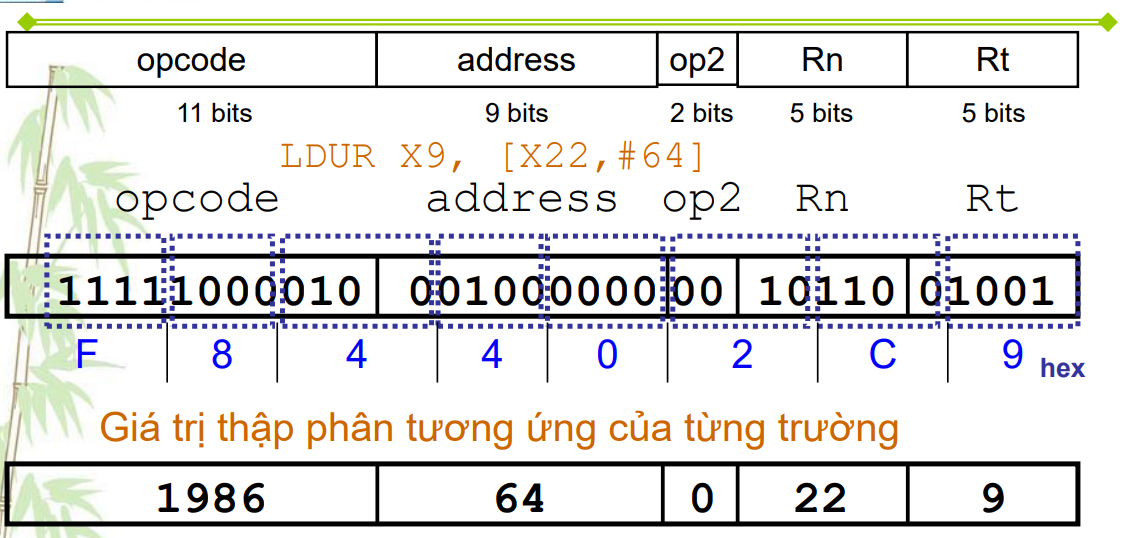 opcode address op2 Rn Rt
11 bits 9 bits 2 bits 5 bits 5 bits
LDUR X9, [X22,#64]
opcode address op2 Rn Rt
11111000010 001000000 00 10110 01001
F 8 4 4 0 2 C 9 hex
Giá trị thập phân tương ứng của từng trường
1986 64 0 22 9